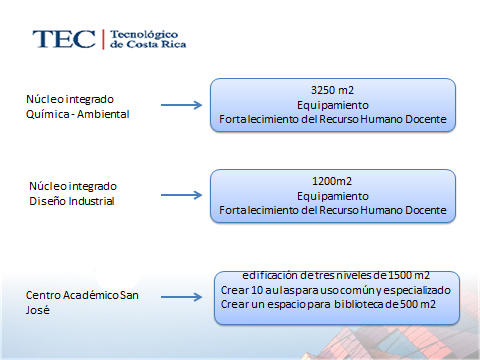 TEC | Tecnológico
de Costa Rica
Núcleo integrado
Química - Ambiental
3250 m2
Equipamiento
Fortalecimiento del Recurso Humano Docente
Núcleo integrado
Diseño Industrial
1200m2
Equipamiento
Fortalecimiento del Recurso Humano Docente
Centro Académico San
José
edificación de tres niveles de 1500 m2
Crear 10 aulas para uso común y especializado
Crear un espacio para biblioteca de 500 m2